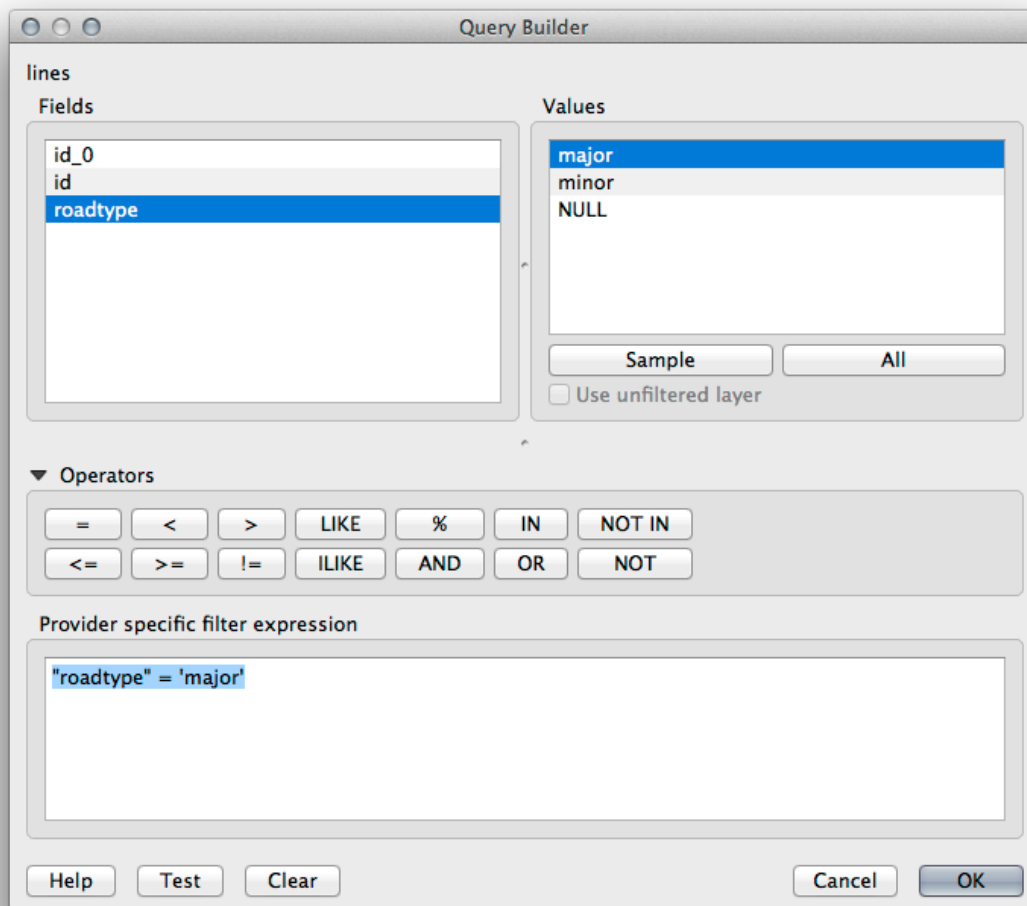 Query Builder
lines
Fields
id_0
id
roadtype
Values
major
minor
NULL
Sample
All
Use unfiltered layer
Operators
=
<
>
LIKE
%
IN
NOT IN
<=
>=
!=
ILIKE
AND
OR
NOT
Provider specific filter expression
"roadtype" = 'major'
Help
Test
Clear
Cancel
OK